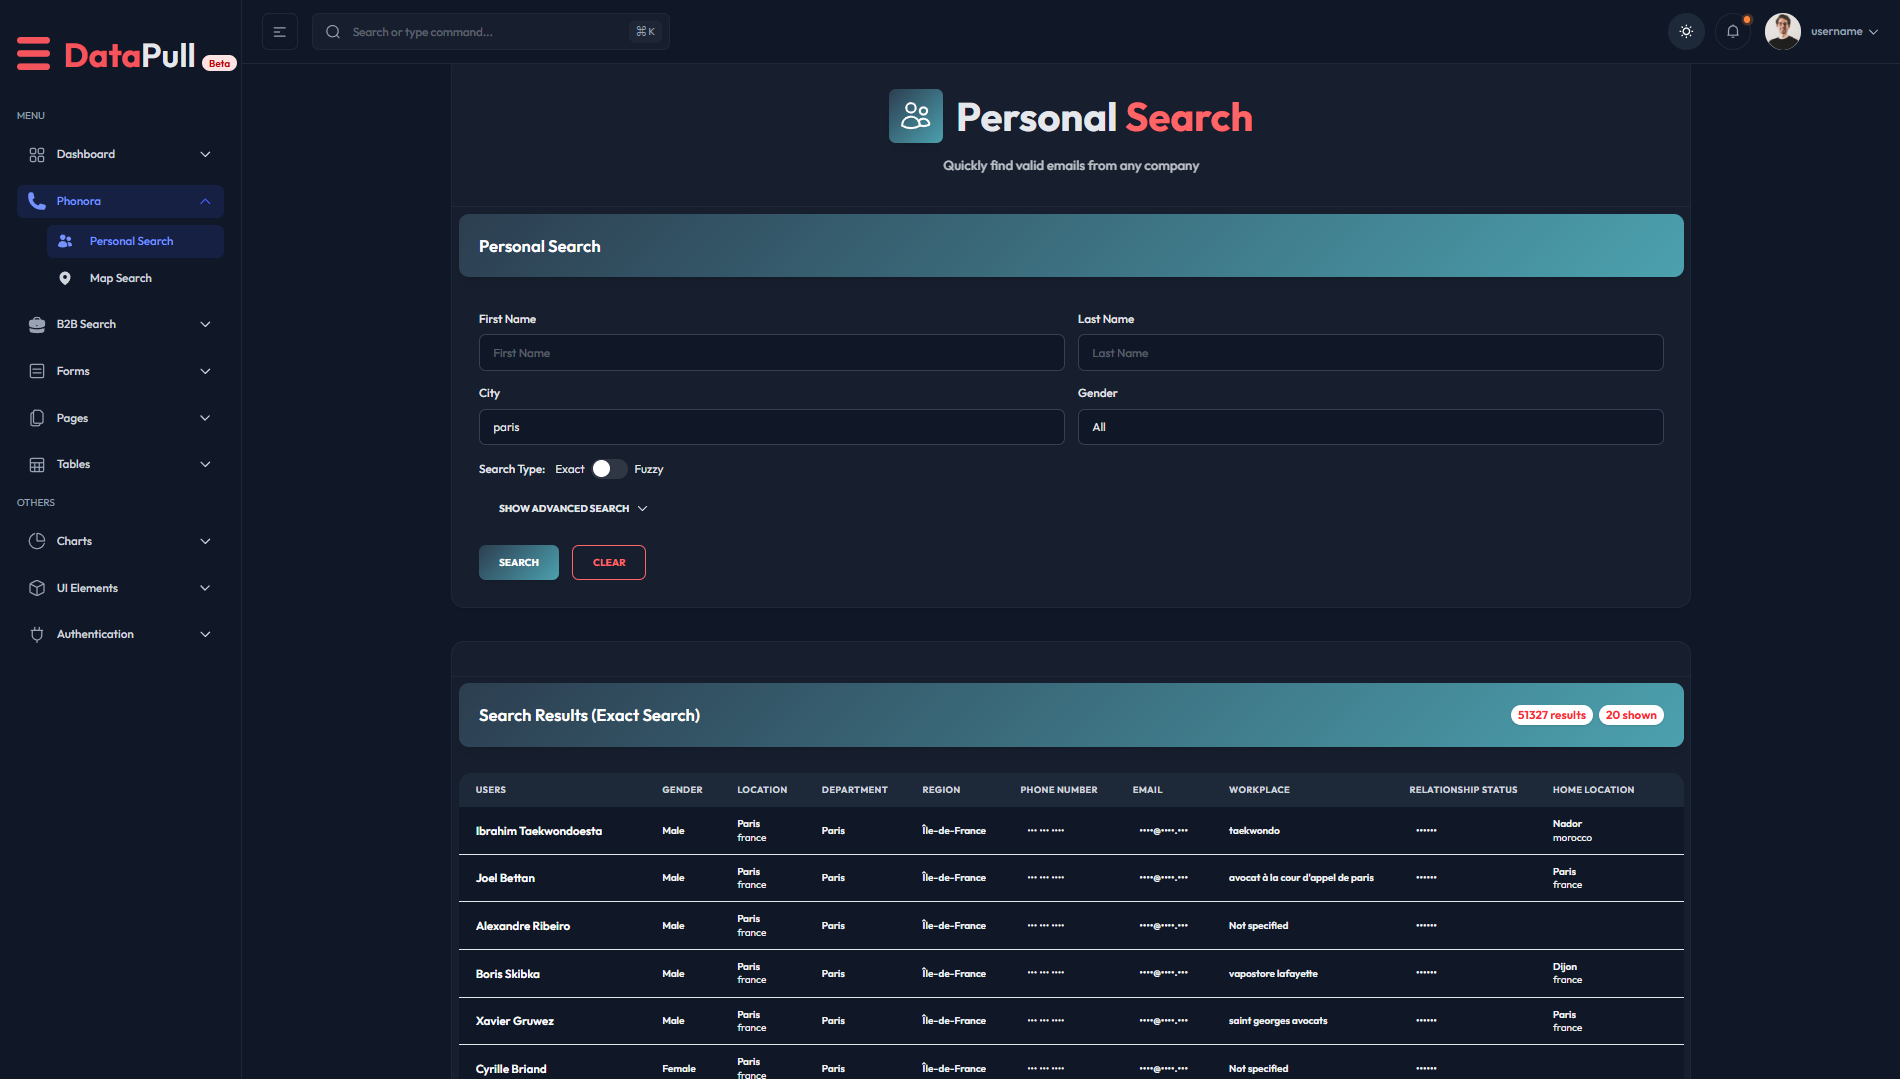 DataPull Beta
Search or type command...
⌘K
username
MENU
Dashboard
Phonora
Personal Search
Map Search
B2B Search
Forms
Pages
Tables
OTHERS
Charts
UI Elements
Authentication
Personal Search
Quickly find valid emails from any company
Personal Search
First Name
Last Name
First Name
Last Name
City
Gender
paris
All
Search Type: Exact Fuzzy
SHOW ADVANCED SEARCH
SEARCH
CLEAR
Search Results (Exact Search)
51327 results
20 shown
USERS GENDER LOCATION DEPARTMENT REGION PHONE NUMBER EMAIL WORKPLACE RELATIONSHIP STATUS HOME LOCATION
Ibrahim Taekwondoesta Male Paris france Paris Île-de-France ••• ••• •••• ••••@••••.••• taekwondo •••••• Nador morocco
Joel Bettan Male Paris france Paris Île-de-France ••• ••• •••• ••••@••••.••• avocat à la cour d'appel de paris •••••• Paris france
Alexandre Ribeiro Male Paris france Paris Île-de-France ••• ••• •••• ••••@••••.••• Not specified ••••••
Boris Skibka Male Paris france Paris Île-de-France ••• ••• •••• ••••@••••.••• vapostore lafayette •••••• Dijon france
Xavier Gruwez Male Paris france Paris Île-de-France ••• ••• •••• ••••@••••.••• saint georges avocats •••••• Paris france
Cyrille Briand Female Paris france Paris Île-de-France ••• ••• •••• ••••@••••.••• Not specified ••••••